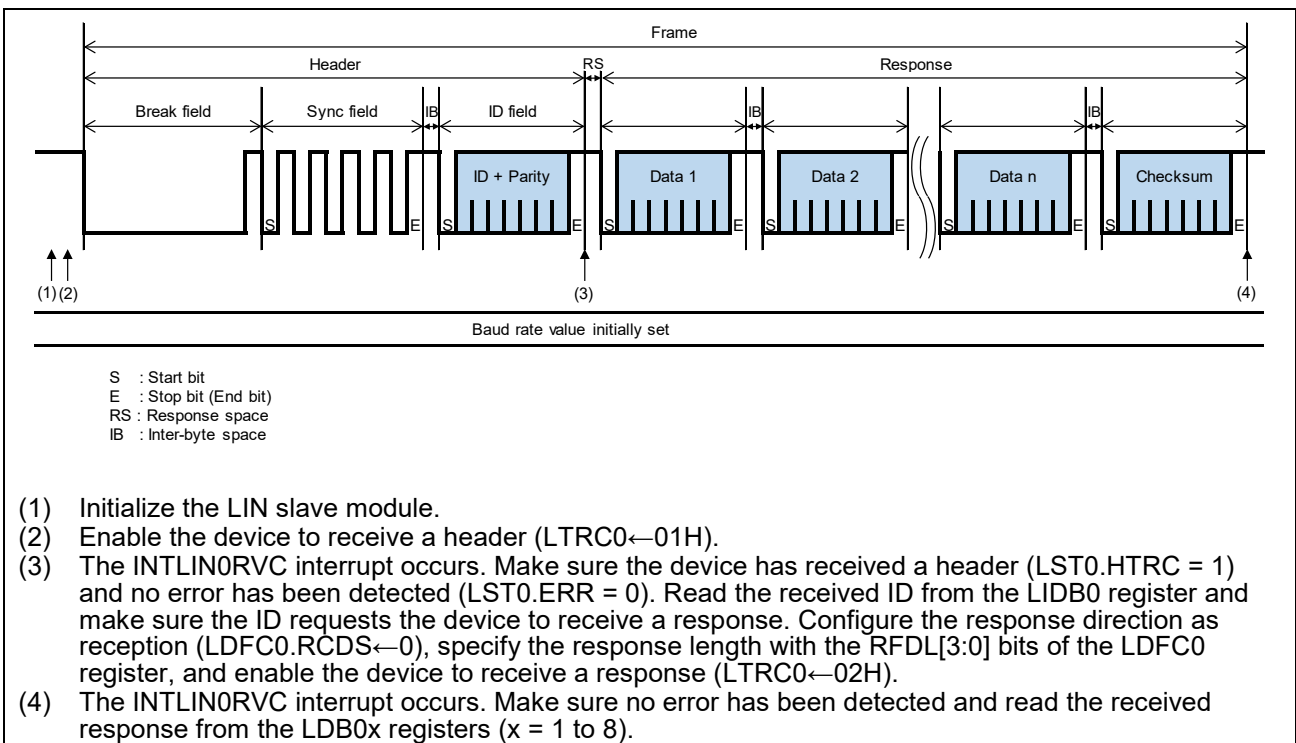 Frame
Header RS Response
Break field Sync field IB ID field IB IB
ID + Parity Data 1 Data 2 Data n Checksum
S E S E S E S E S E S E
(1) (2) (3) (4)
Baud rate value initially set
S : Start bit
E : Stop bit (End bit)
RS : Response space
IB : Inter-byte space
(1) Initialize the LIN slave module.
(2) Enable the device to receive a header (LTRC0←01H).
(3) The INTLIN0RVC interrupt occurs. Make sure the device has received a header (LST0.HTRC = 1)
and no error has been detected (LST0.ERR = 0). Read the received ID from the LIDB0 register and
make sure the ID requests the device to receive a response. Configure the response direction as
reception (LDFC0.RCDS←0), specify the response length with the RFDL[3:0] bits of the LDFC0
register, and enable the device to receive a response (LTRC0←02H).
(4) The INTLIN0RVC interrupt occurs. Make sure no error has been detected and read the received
response from the LDB0x registers (x = 1 to 8).